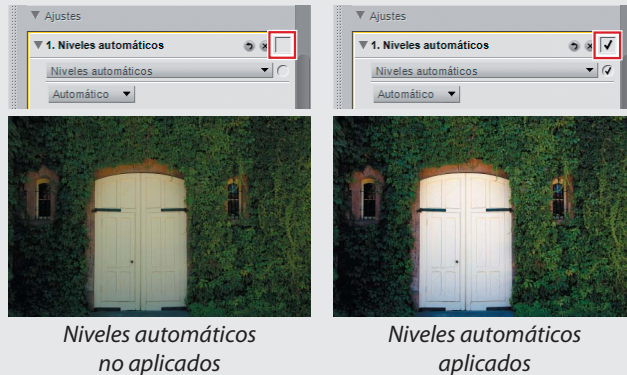 Ajustes
1. Niveles automáticos
Niveles automáticos
Automático
Niveles automáticos
no aplicados
Ajustes
1. Niveles automáticos
Niveles automáticos
Automático
Niveles automáticos
aplicados